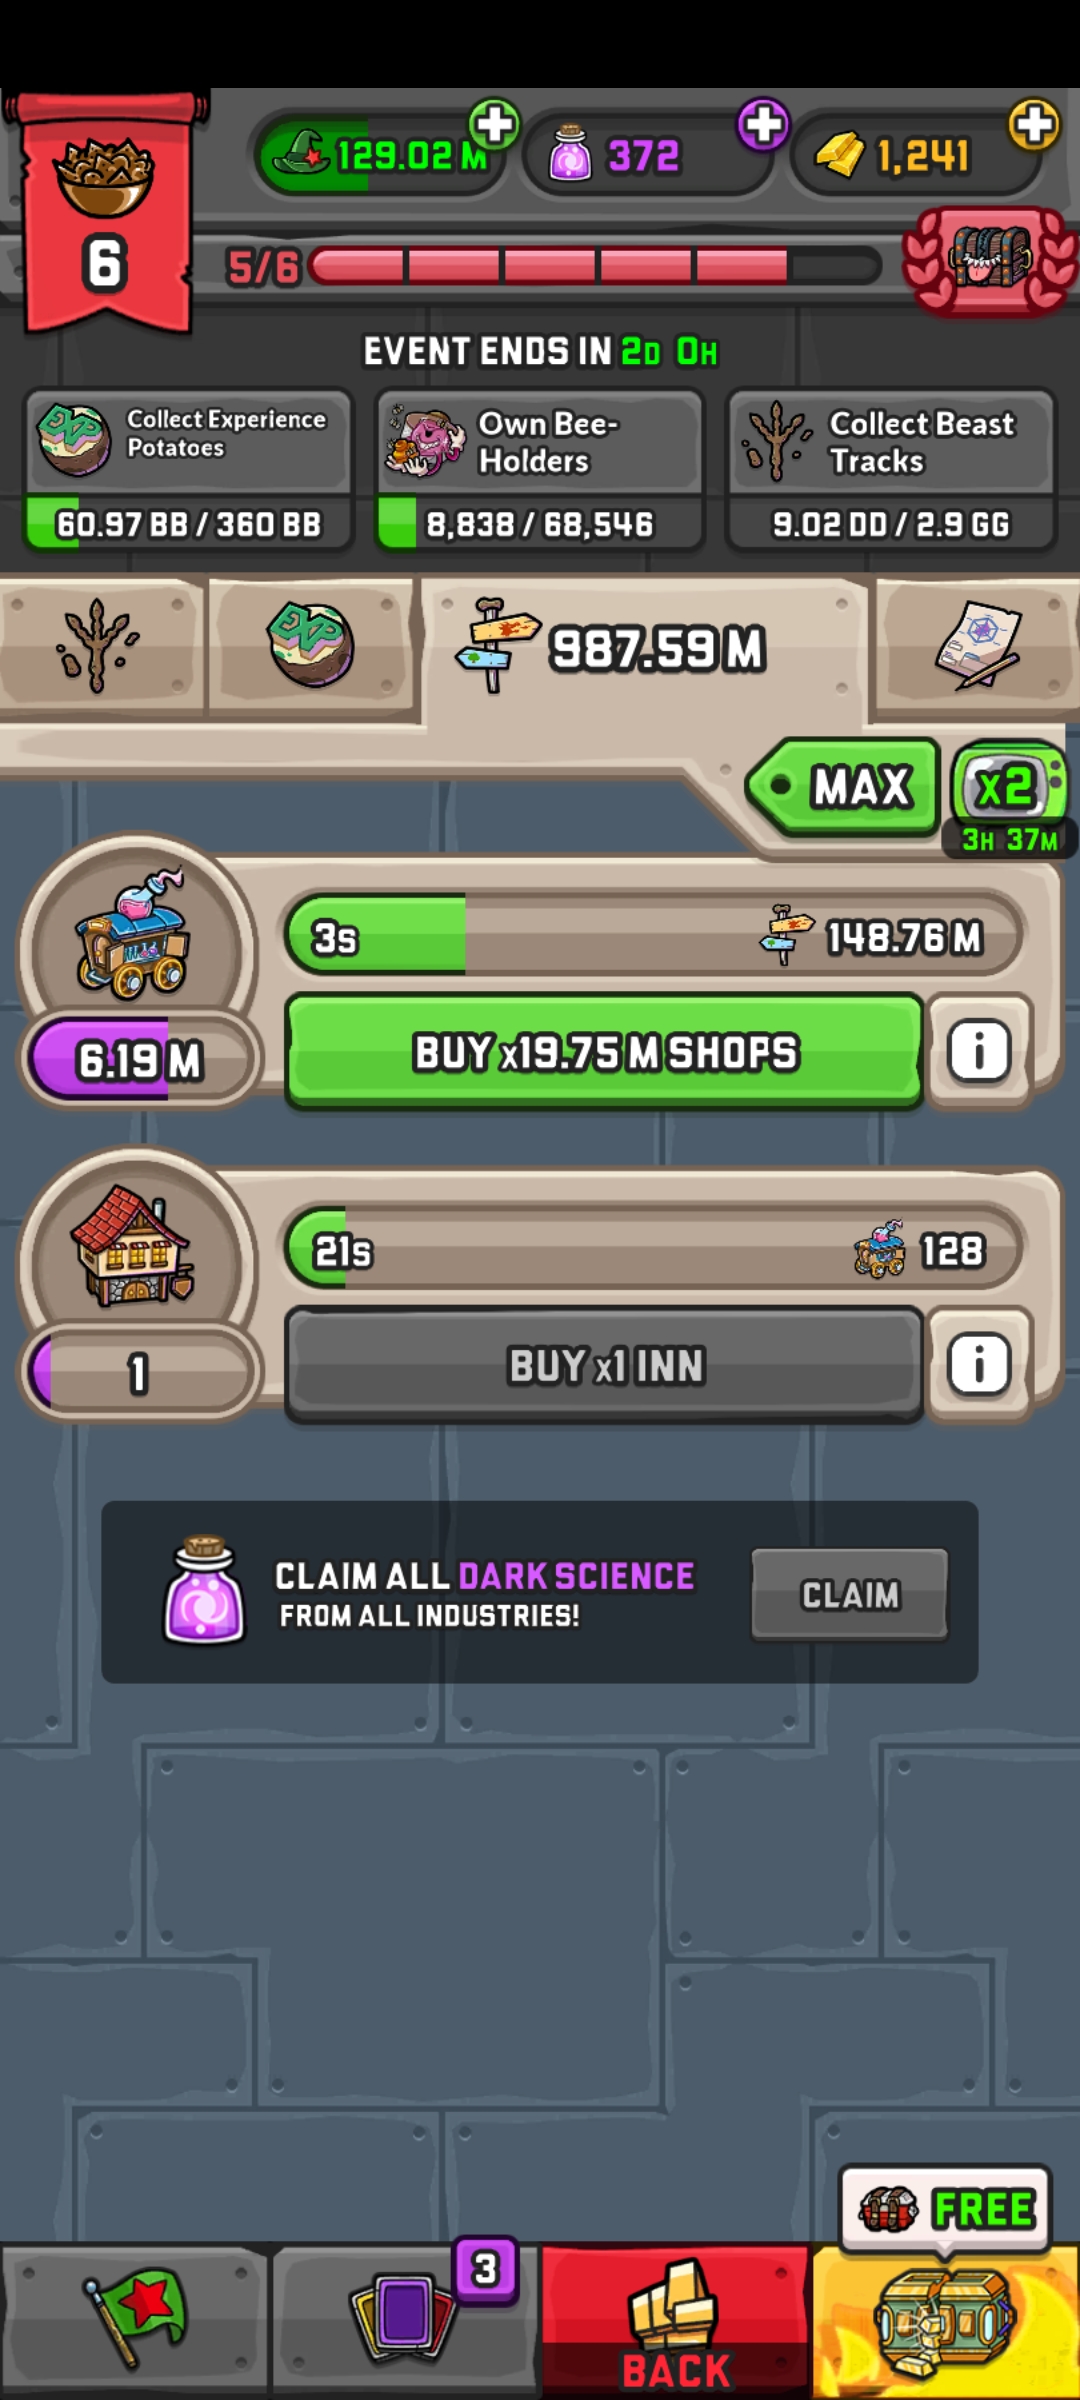 6
129.02 M
372
1,241
5/6
EVENT ENDS IN 2D 0H
Collect Experience
Potatoes
60.97 BB / 360 BB
Own Bee-
Holders
8,838 / 68,546
Collect Beast
Tracks
9.02 DD / 2.9 GG
EXP
987.59 M
MAX
x2
3H 37M
3s
148.76 M
6.19 M
BUY x19.75 M SHOPS
i
21s
128
1
BUY x1 INN
i
CLAIM ALL DARK SCIENCE
FROM ALL INDUSTRIES!
CLAIM
FREE
3
BACK